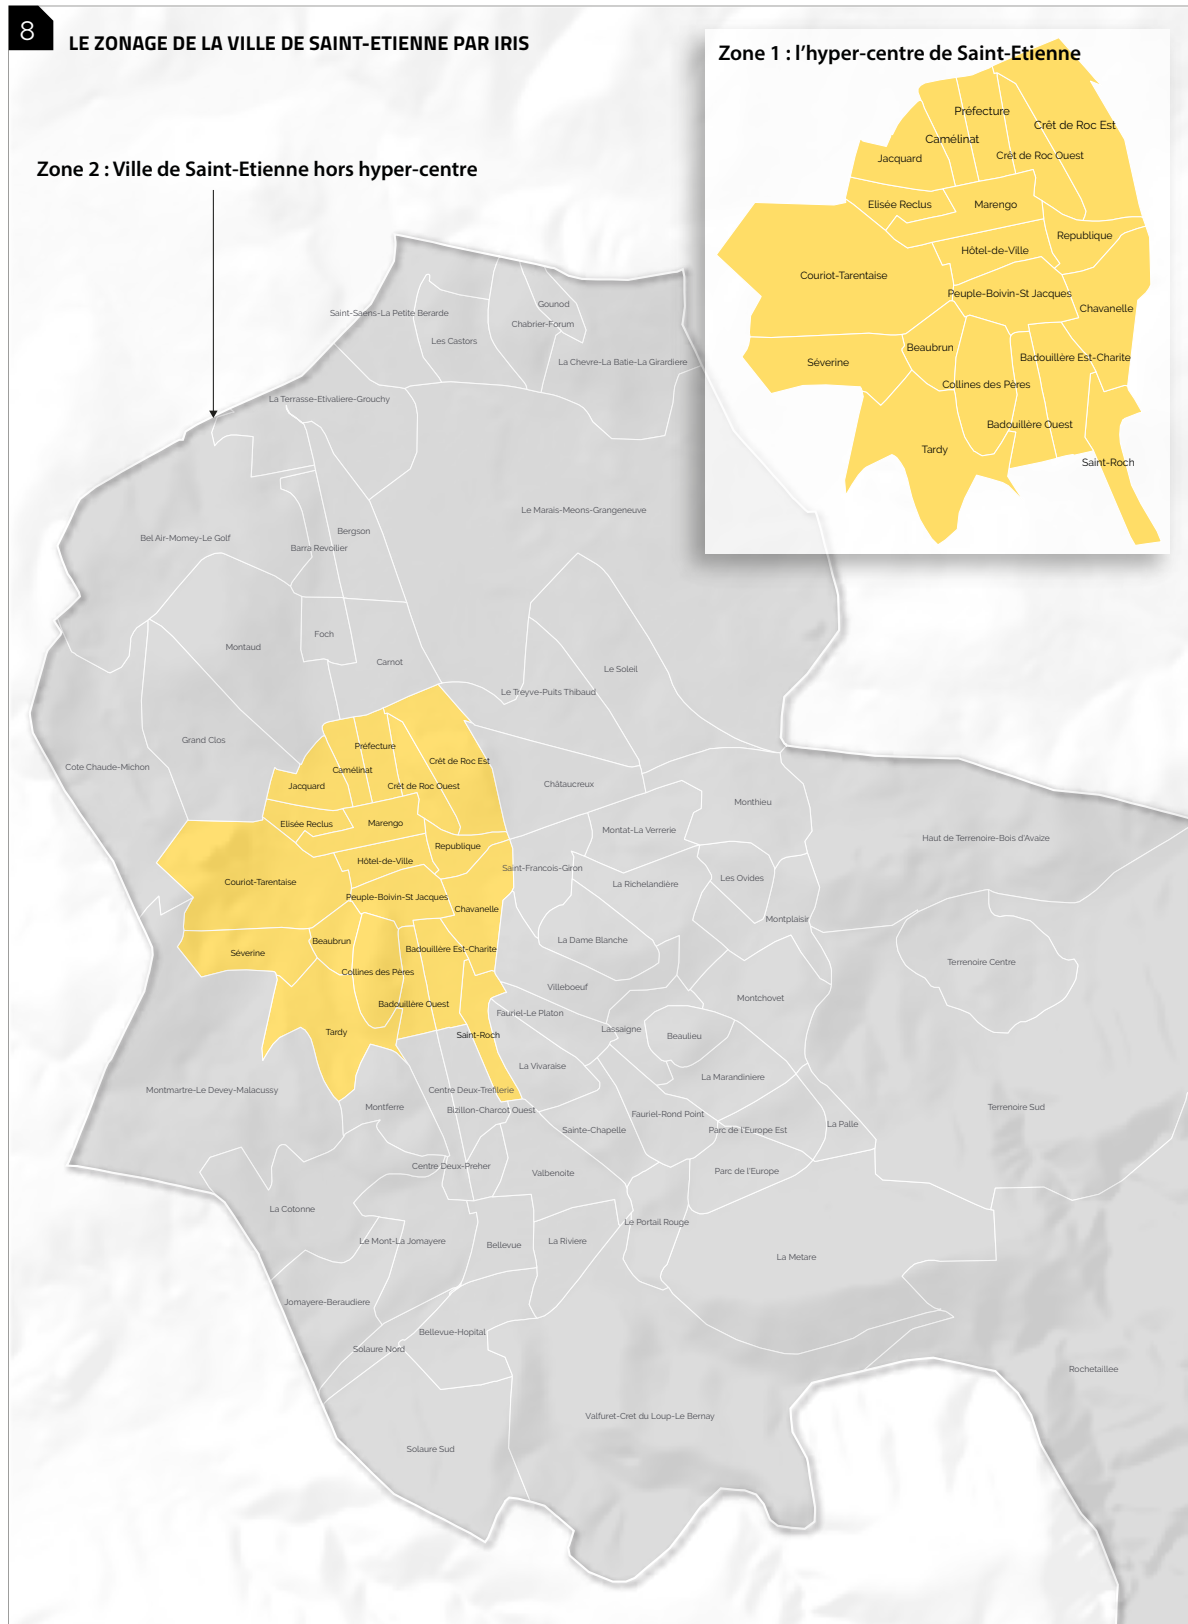 8
LE ZONAGE DE LA VILLE DE SAINT-ETIENNE PAR IRIS
Zone 1 : l'hyper-centre de Saint-Etienne
Préfecture
Crêt de Roc Est
Camélinat
Jacquard
Crêt de Roc Ouest
Elisée Reclus
Marengo
Republique
Hôtel-de-Ville
Couriot-Tarentaise
Peuple-Boivin-St Jacques
Chavanelle
Beaubrun
Badouillère Est-Charite
Séverine
Collines des Pères
Badouillère Ouest
Tardy
Saint-Roch
Zone 2 : Ville de Saint-Etienne hors hyper-centre
Gounod
Saint-Saens-La Petite Berarde
Chabrier-Forum
Les Castors
La Chevre-La Batie-La Girardiere
La Terrasse-Etivaliere-Grouchy
Le Marais-Meons-Grangeneuve
Bergson
Bel Air-Momey-Le Golf
Barra Revollier
Foch
Montaud
Carnot
Le Soleil
Le Treyve-Puits Thibaud
Grand Clos
Préfecture
Crêt de Roc Est
Cote Chaude-Michon
Camélinat
Jacquard
Crêt de Roc Ouest
Châtaucreux
Monthieu
Elisée Reclus
Marengo
Montat-La Verrerie
Haut de Terrenoire-Bois d'Avaize
Republique
Hôtel-de-Ville
Saint-Francois-Giron
Les Ovides
Couriot-Tarentaise
La Richelandière
Peuple-Boivin-St Jacques
Chavanelle
Montplaisir
Beaubrun
La Dame Blanche
Badouillère Est-Charite
Séverine
Terrenoire Centre
Collines des Pères
Villeboeuf
Montchovet
Badouillère Ouest
Fauriel-Le Platon
Tardy
Saint-Roch
Lassaigne
Beaulieu
La Vivaraise
La Marandiniere
Montmartre-Le Devey-Malacussy
Centre Deux-Trefilerie
Montferre
Bizillon-Charcot Ouest
Terrenoire Sud
Fauriel-Rond Point
La Palle
Sainte-Chapelle
Parc de l'Europe Est
Centre Deux-Preher
Valbenoite
Parc de l'Europe
La Cotonne
Le Portail Rouge
Le Mont-La Jomayere
Bellevue
La Riviere
La Metare
Jomayere-Beraudiere
Bellevue-Hopital
Solaure Nord
Rochetaillee
Valfuret-Cret du Loup-Le Bernay
Solaure Sud